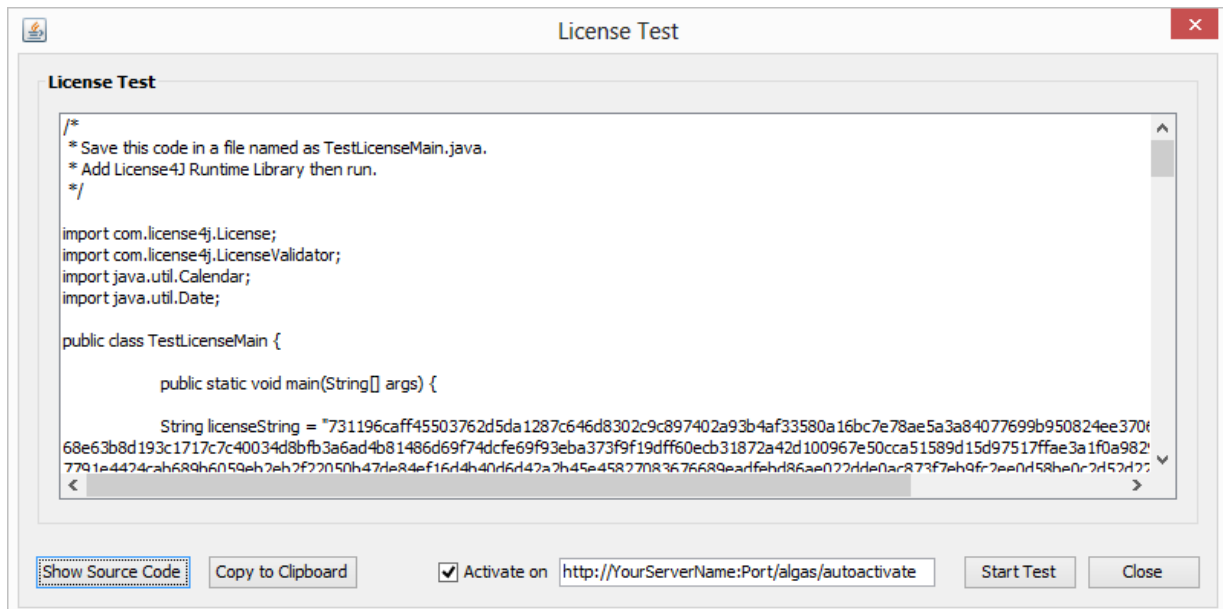 License Test
License Test
/*
* Save this code in a file named as TestLicenseMain.java.
* Add License4J Runtime Library then run.
*/
import com.license4j.License;
import com.license4j.LicenseValidator;
import java.util.Calendar;
import java.util.Date;
public class TestLicenseMain {
public static void main(String[] args) {
String licenseString = "731196caff45503762d5da1287c646d8302c9c897402a93b4af33580a16bc7e78ae5a3a84077699b950824ee370
68e63b8d193c1717c7c40034d8bfb3a6ad4b81486d69f74dcfe69f93eba373f9f19dff60ecb31872a42d100967e50cca51589d15d97517ffae3a1f0a982
7791e4424cab689b6059eb2eb2f22050b47de84ef16d4b40d6d42a2b45e45827083676689eadfebd86ae022dde0ac873f7eb9fc2ee0d58be0c2d52d22
Show Source Code Copy to Clipboard Activate on http://YourServerName:Port/algas/autoactivate Start Test Close